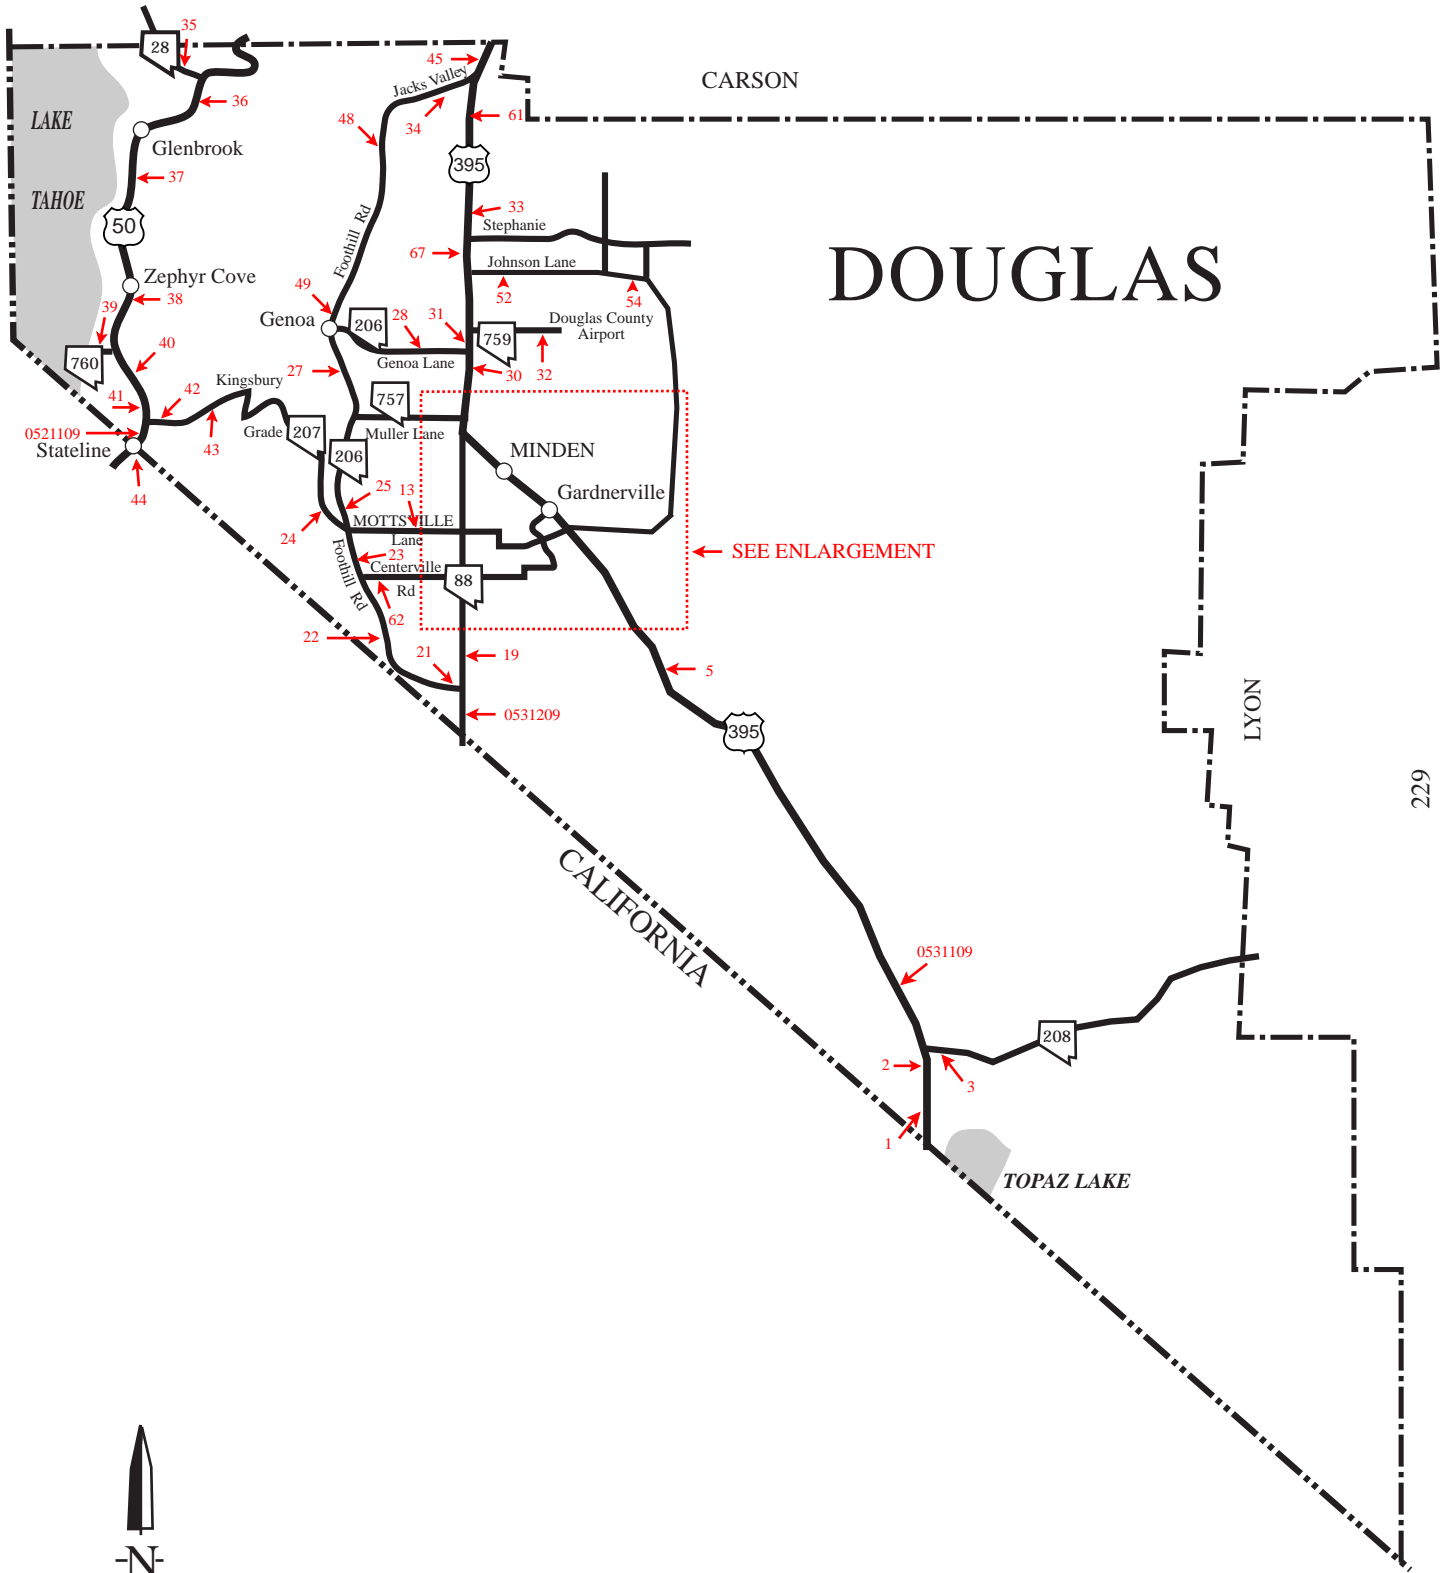 35
28
45
CARSON
Jacks Valley
36
LAKE
34
61
48
Glenbrook
395
37
TAHOE
33
50
Foothill Rd
Stephanie
67
DOUGLAS
Johnson Lane
Zephyr Cove
38
49
52
54
39
Genoa
206
28
31
Douglas County
Airport
759
40
760
Genoa Lane
32
27
30
Kingsbury
41
42
757
0521109
Grade
207
Muller Lane
43
Stateline
206
MINDEN
44
25
13
Gardnerville
24
MOTTSVILLE
Lane
SEE ENLARGEMENT
23
Foothill Rd
Centerville
Rd
88
62
22
21
19
5
LYON
0531209
395
229
CALIFORNIA
0531109
208
2
3
1
TOPAZ LAKE
-N-